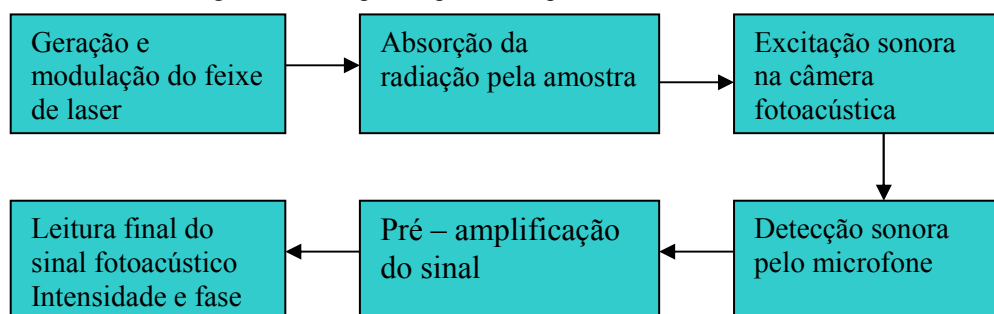 Geração e
modulação do feixe
de laser
Absorção da
radiação pela amostra
Excitação sonora
na câmera
fotoacústica
Detecção sonora
pelo microfone
Pré – amplificação
do sinal
Leitura final do
sinal fotoacústico
Intensidade e fase